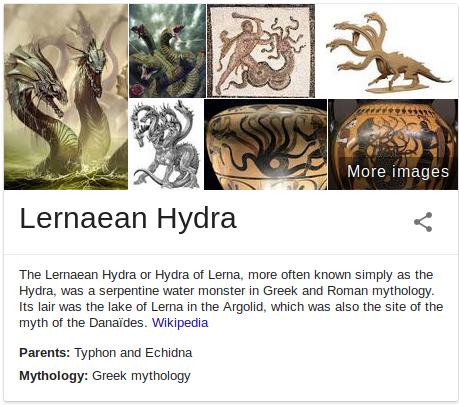 More images
Lernaean Hydra
The Lernaean Hydra or Hydra of Lerna, more often known simply as the
Hydra, was a serpentine water monster in Greek and Roman mythology.
Its lair was the lake of Lerna in the Argolid, which was also the site of the
myth of the Danaïdes. Wikipedia
Parents: Typhon and Echidna
Mythology: Greek mythology